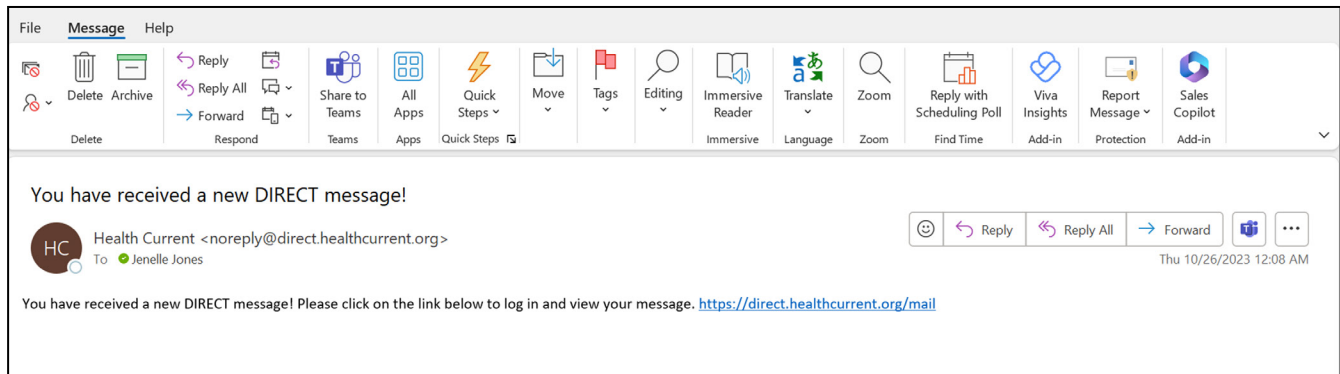 File Message Help
Delete Archive
Delete
Reply
Reply All
Forward
Respond
Share to
Teams
Teams
All
Apps
Apps
Quick
Steps
Quick Steps
Move
Tags
Editing
Immersive
Reader
Immersive
Translate
Language
Zoom
Zoom
Reply with
Scheduling Poll
Find Time
Viva
Insights
Add-in
Report
Message
Protection
Sales
Copilot
Add-in
You have received a new DIRECT message!
HC
Health Current <noreply@direct.healthcurrent.org>
To Jenelle Jones
Reply Reply All Forward
Thu 10/26/2023 12:08 AM
You have received a new DIRECT message! Please click on the link below to log in and view your message. https://direct.healthcurrent.org/mail